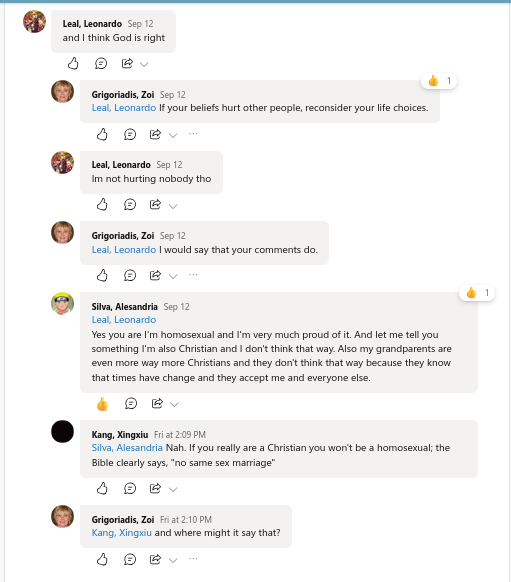 Leal, Leonardo Sep 12
and I think God is right
1
Grigoriadis, Zoi Sep 12
Leal, Leonardo If your beliefs hurt other people, reconsider your life choices.
Leal, Leonardo Sep 12
Im not hurting nobody tho
Grigoriadis, Zoi Sep 12
Leal, Leonardo I would say that your comments do.
1
Silva, Alesandria Sep 12
Leal, Leonardo
Yes you are I'm homosexual and I'm very much proud of it. And let me tell you
something I'm also Christian and I don't think that way. Also my grandparents are
even more way more Christians and they don't think that way because they know
that times have change and they accept me and everyone else.
Kang, Xingxiu Fri at 2:09 PM
Silva, Alesandria Nah. If you really are a Christian you won't be a homosexual; the
Bible clearly says, "no same sex marriage"
Grigoriadis, Zoi Fri at 2:10 PM
Kang, Xingxiu and where might it say that?